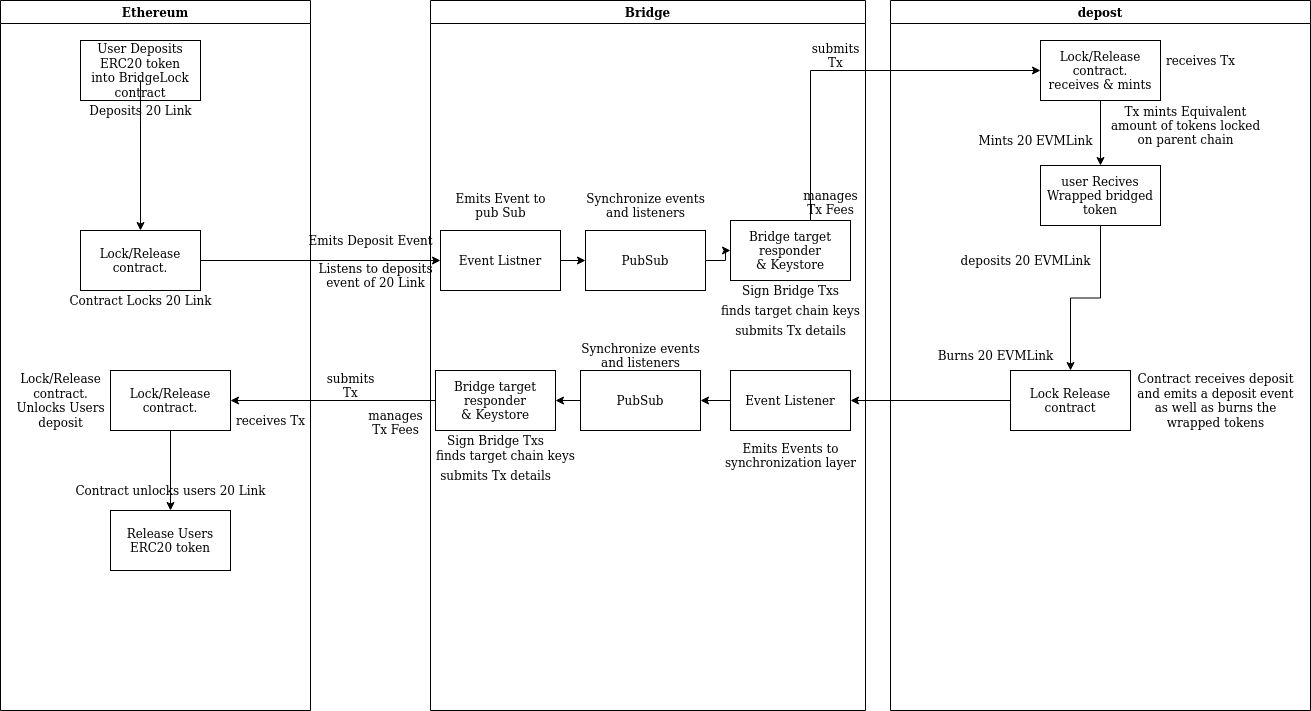 Ethereum
User Deposits
ERC20 token
into BridgeLock
contract
Deposits 20 Link
Lock/Release
contract.
Contract Locks 20 Link
Emits Deposit Event
Listens to deposits
event of 20 Link
Lock/Release
contract.
Unlocks Users
deposit
Lock/Release
contract.
receives Tx
Contract unlocks users 20 Link
Release Users
ERC20 token
submits
Tx
manages
Tx Fees
Bridge
Emits Event to
pub Sub
Event Listner
Synchronize events
and listeners
PubSub
submits
Tx
manages
Tx Fees
Bridge target
responder
& Keystore
Sign Bridge Txs
finds target chain keys
submits Tx details
Bridge target
responder
& Keystore
Sign Bridge Txs
finds target chain keys
submits Tx details
Synchronize events
and listeners
PubSub
Event Listener
Emits Events to
synchronization layer
depost
Lock/Release
contract.
receives & mints
receives Tx
Mints 20 EVMLink
Tx mints Equivalent
amount of tokens locked
on parent chain
user Recives
Wrapped bridged
token
deposits 20 EVMLink
Burns 20 EVMLink
Lock Release
contract
Contract receives deposit
and emits a deposit event
as well as burns the
wrapped tokens